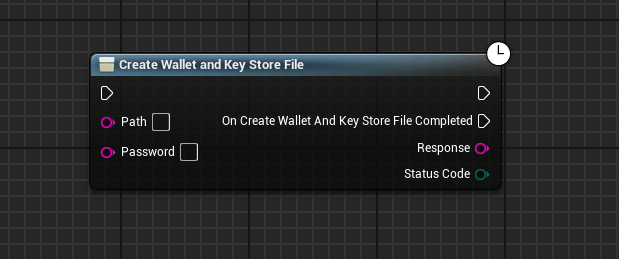 Create Wallet and Key Store File
Path
On Create Wallet And Key Store File Completed
Password
Response
Status Code